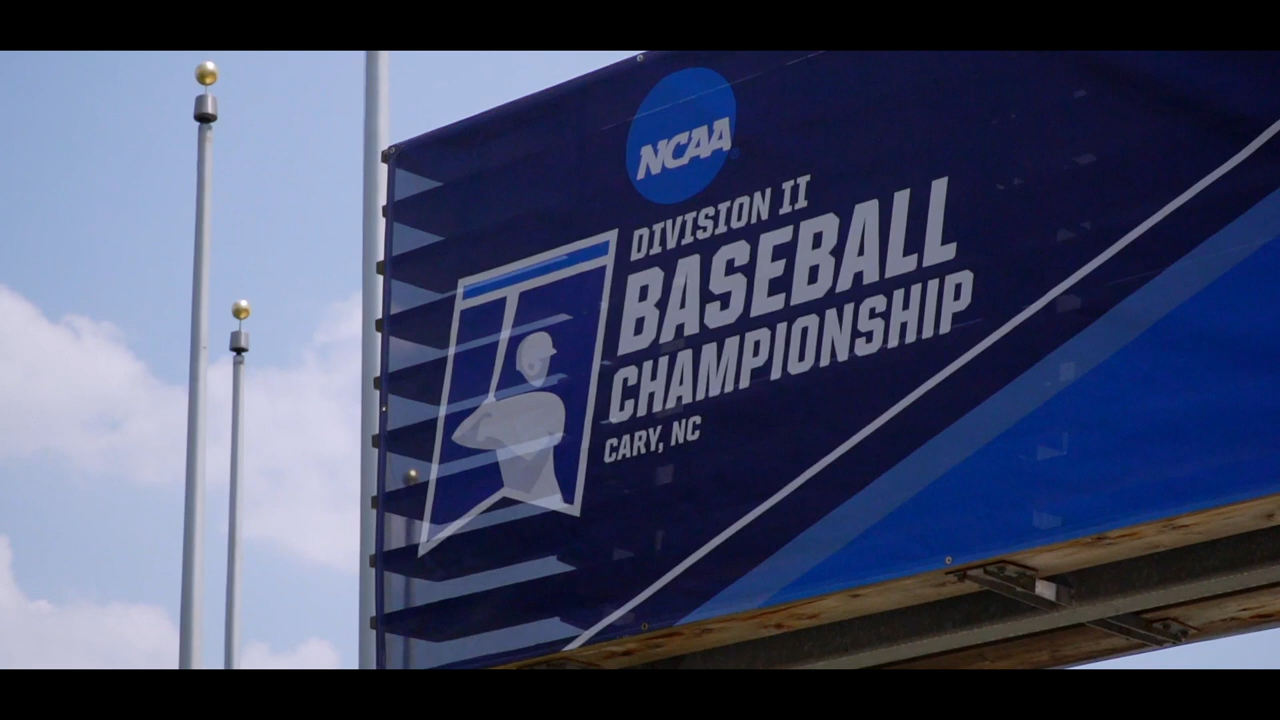 NCAA
DIVISION II
BASEBALL
CHAMPIONSHIP
CARY, NC